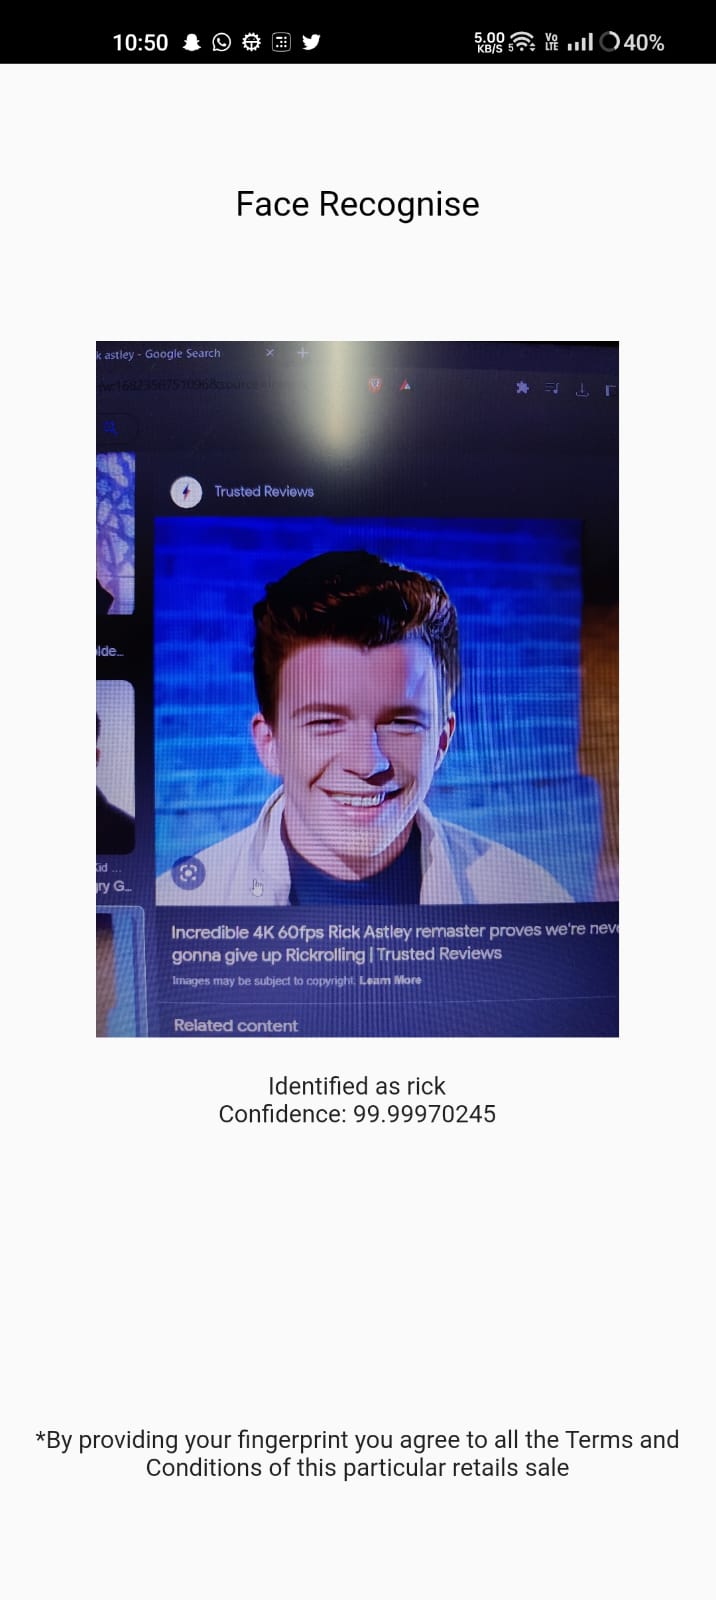 10:50
5.00
KB/S
5
Vo
LTE
40%
Face Recognise
k astley - Google Search
Trusted Reviews
lde...
Kid ...
ry G...
Incredible 4K 60fps Rick Astley remaster proves we're neve
gonna give up Rickrolling | Trusted Reviews
Images may be subject to copyright. Learn More
Related content
Identified as rick
Confidence: 99.99970245
*By providing your fingerprint you agree to all the Terms and
Conditions of this particular retails sale